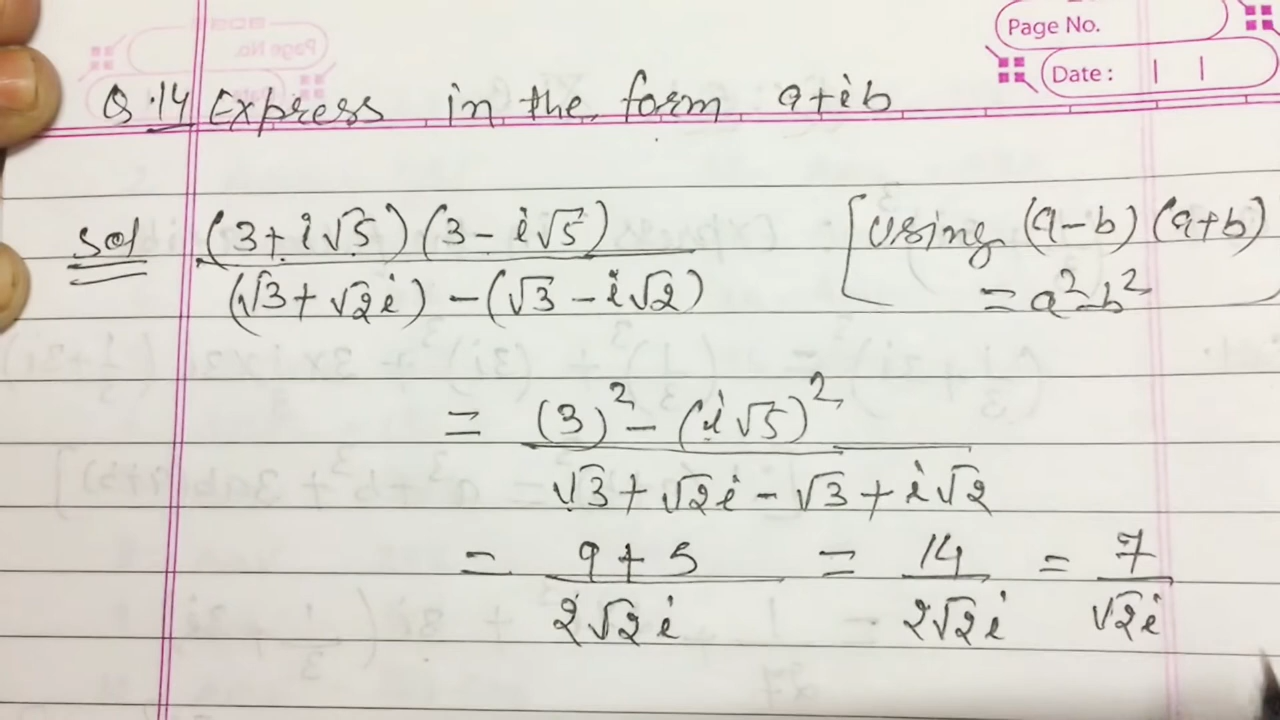 Page No.
Date :
Q.14 Express in the form a+ib
Sol (3+i√5)(3-i√5) [Using (a-b)(a+b)
(√3+√2i)-(√3-i√2) = a²-b²
= (3)²-(i√5)²
√3+√2i-√3+i√2
= 9+5 = 14 = 7
2√2i 2√2i √2i